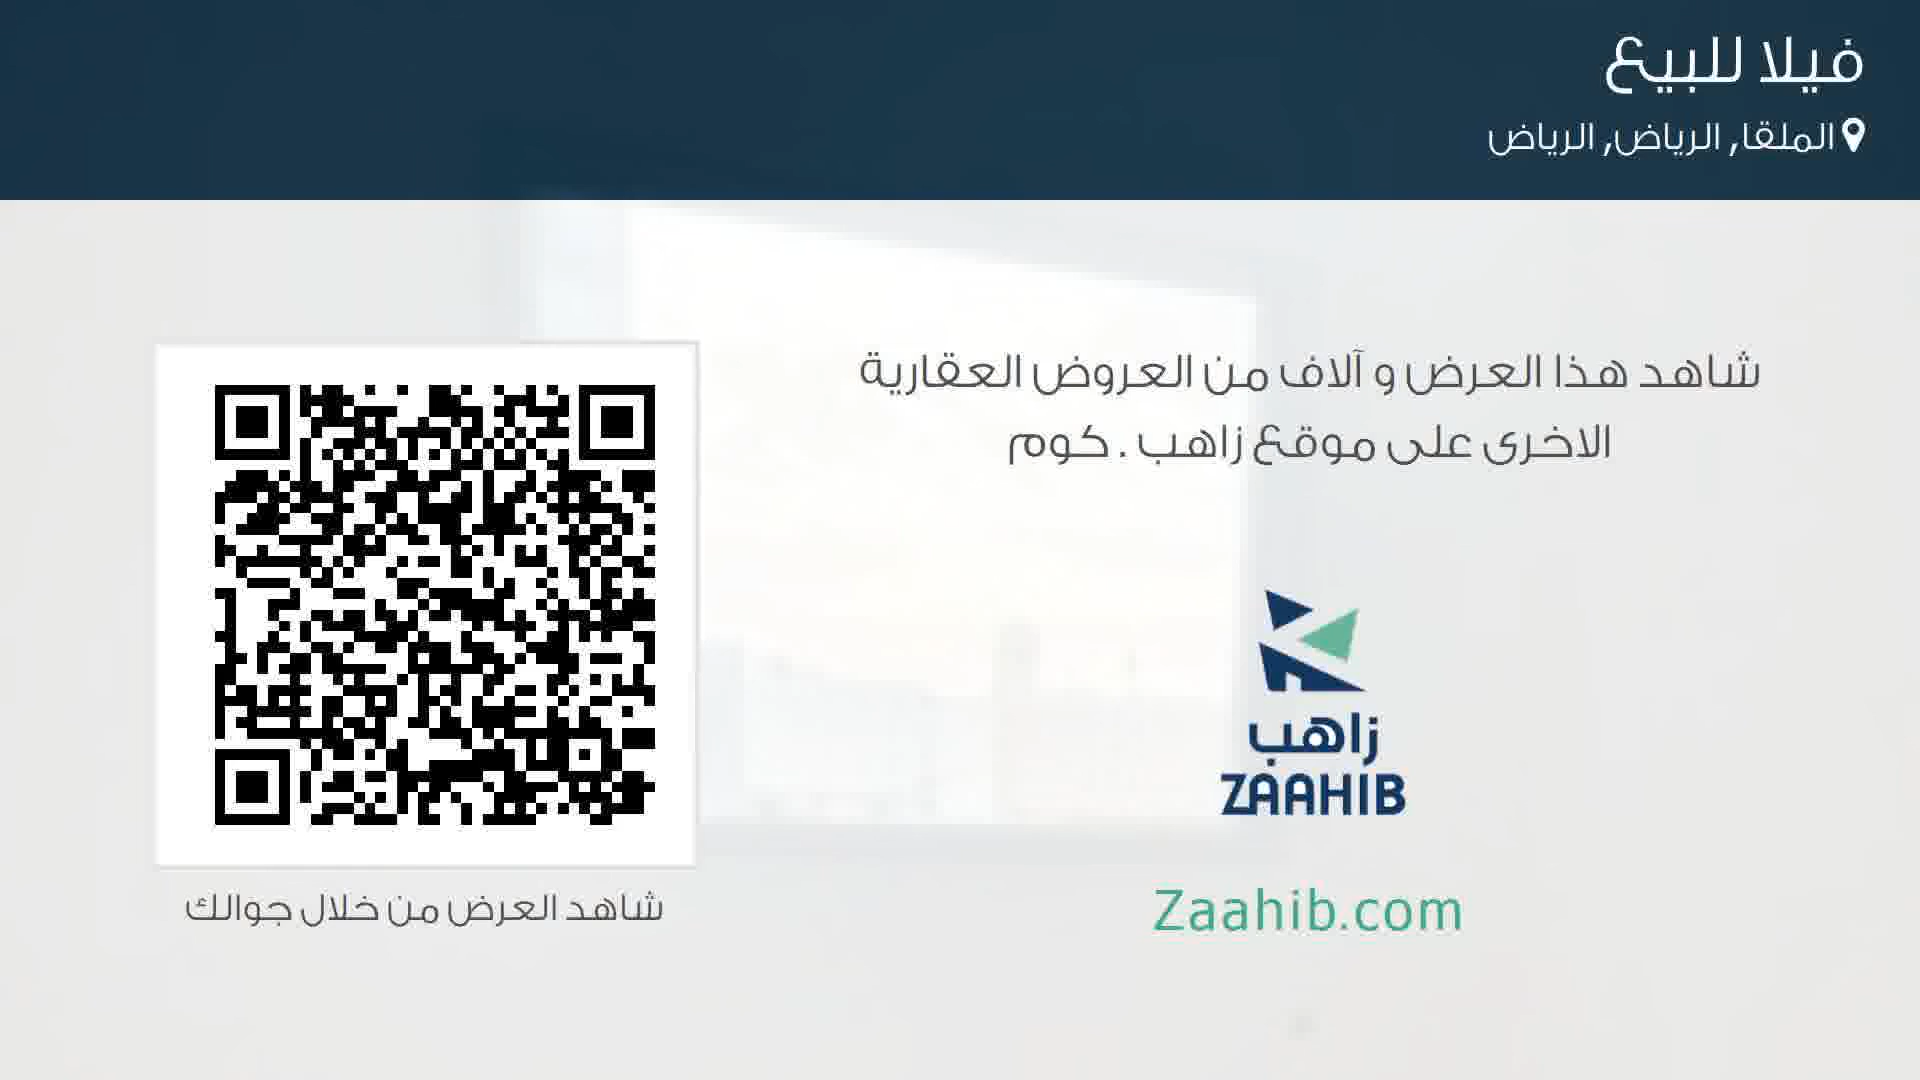 فيلا للبيع
الملقا, الرياض, الرياض
شاهد هذا العرض و آلاف من العروض العقارية
الاخرى على موقع زاهب . كوم
زاهب
ZAAHIB
Zaahib.com
شاهد العرض من خلال جوالك